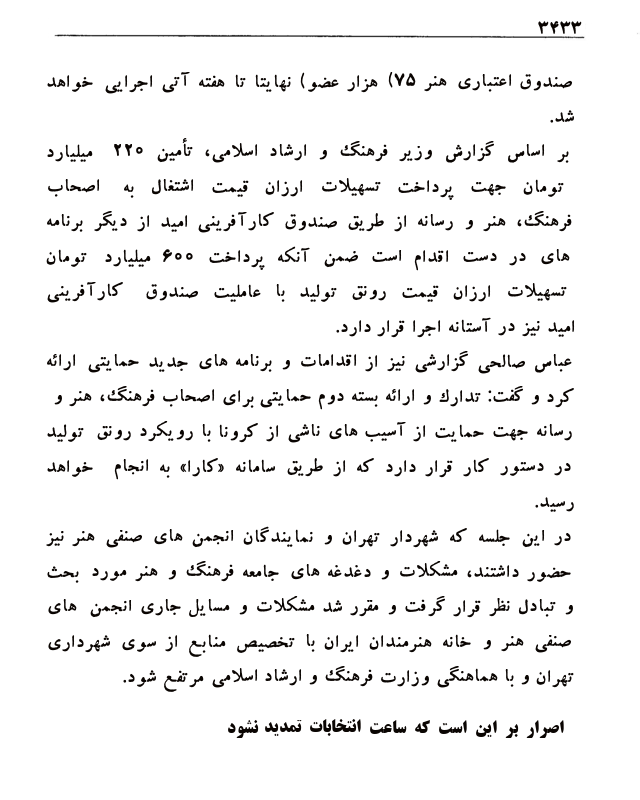 ۳۴۳۳
صندوق اعتباری هنر ۷۵) هزار عضو) نهایتا تا هفته آتی اجرایی خواهد
شد.
بر اساس گزارش وزیر فرهنگ و ارشاد اسلامی، تأمین ۲۲۰ میلیارد
تومان جهت پرداخت تسهیلات ارزان قیمت اشتغال به اصحاب
فرهنگ، هنر و رسانه از طریق صندوق کارآفرینی امید از دیگر برنامه
های در دست اقدام است ضمن آنکه پرداخت ۶۰۰ میلیارد تومان
تسهیلات ارزان قیمت رونق تولید با عاملیت صندوق کارآفرینی
امید نیز در آستانه اجرا قرار دارد.
عباس صالحی گزارشی نیز از اقدامات و برنامه های جدید حمایتی ارائه
کرد و گفت: تدارک و ارائه بسته دوم حمایتی برای اصحاب فرهنگ، هنر و
رسانه جهت حمایت از آسیب های ناشی از کرونا با رویکرد رونق تولید
در دستور کار قرار دارد که از طریق سامانه «کارا» به انجام خواهد
رسید.
در این جلسه که شهردار تهران و نمایندگان انجمن های صنفی هنر نیز
حضور داشتند، مشکلات و دغدغه های جامعه فرهنگ و هنر مورد بحث
و تبادل نظر قرار گرفت و مقرر شد مشکلات و مسایل جاری انجمن های
صنفی هنر و خانه هنرمندان ایران با تخصیص منابع از سوی شهرداری
تهران و با هماهنگی وزارت فرهنگ و ارشاد اسلامی مرتفع شود.
اصرار بر این است که ساعت انتخابات تمدید نشود